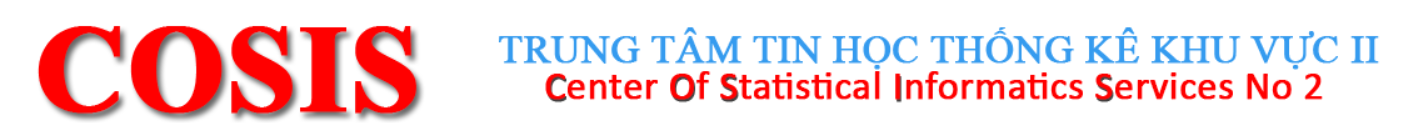 COSIS
TRUNG TÂM TIN HỌC THỐNG KÊ KHU VỰC II
Center Of Statistical Informatics Services No 2